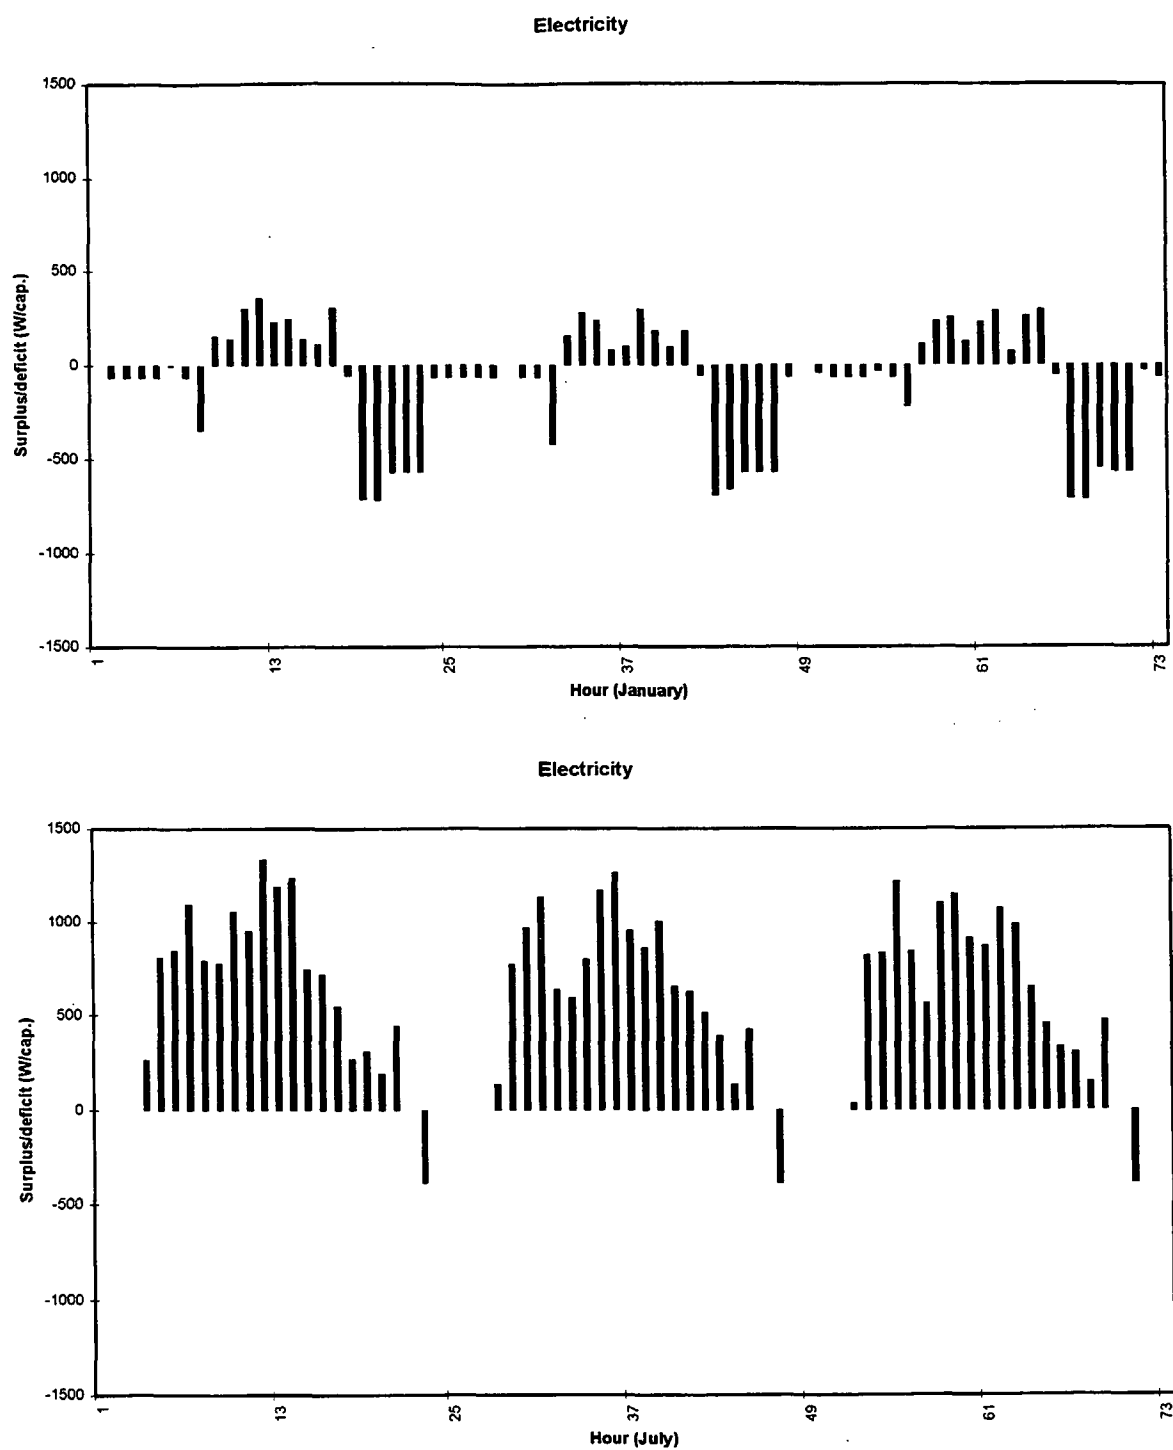 Electricity
1500
1000
500
0
-500
-1000
-1500
Surplus/deficit (W/cap.)
1 13 25 37 49 61 73
Hour (January)
Electricity
1500
1000
500
0
-500
-1000
-1500
Surplus/deficit (W/cap.)
1 13 25 37 49 61 73
Hour (July)